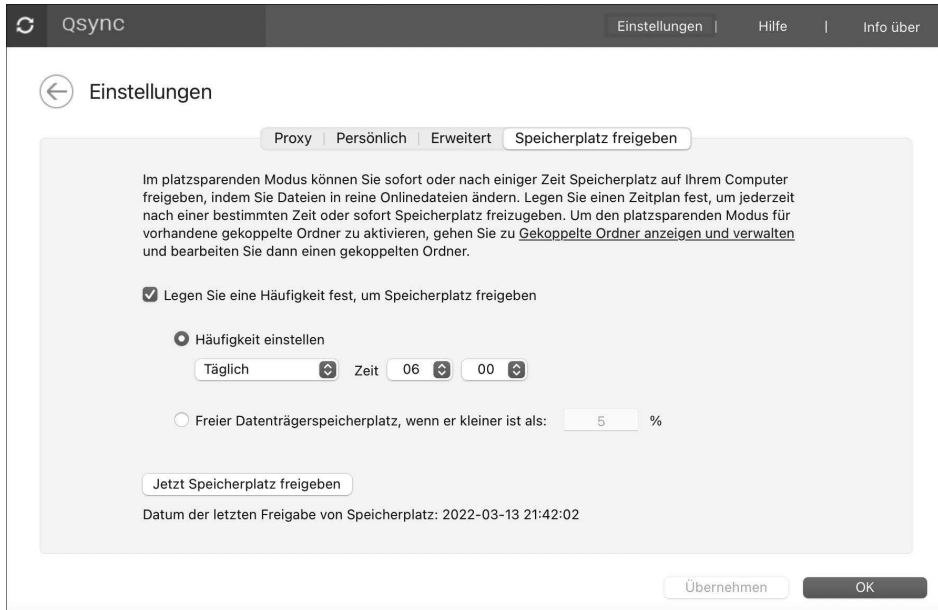 Qsync
Einstellungen | Hilfe | Info über
Einstellungen
Proxy | Persönlich | Erweitert Speicherplatz freigeben
Im platzsparenden Modus können Sie sofort oder nach einiger Zeit Speicherplatz auf Ihrem Computer
freigeben, indem Sie Dateien in reine Onlinedateien ändern. Legen Sie einen Zeitplan fest, um jederzeit
nach einer bestimmten Zeit oder sofort Speicherplatz freizugeben. Um den platzsparenden Modus für
vorhandene gekoppelte Ordner zu aktivieren, gehen Sie zu Gekoppelte Ordner anzeigen und verwalten
und bearbeiten Sie dann einen gekoppelten Ordner.
Legen Sie eine Häufigkeit fest, um Speicherplatz freigeben
Häufigkeit einstellen
Täglich Zeit 06 00
Freier Datenträgerspeicherplatz, wenn er kleiner ist als: 5 %
Jetzt Speicherplatz freigeben
Datum der letzten Freigabe von Speicherplatz: 2022-03-13 21:42:02
Übernehmen OK